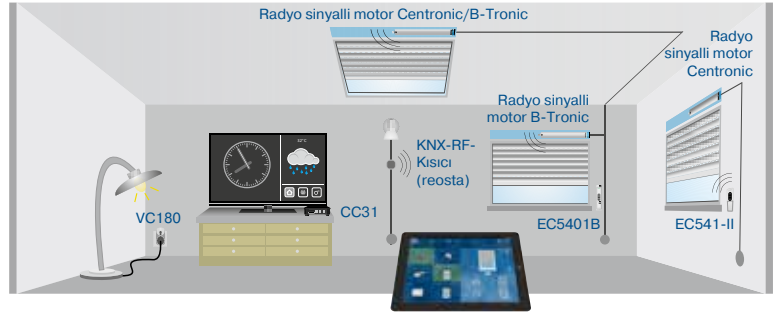 Radyo sinyalli motor Centronic/B-Tronic
Radyo
sinyalli motor
Centronic
Radyo sinyalli
motor B-Tronic
KNX-RF-
Kısıcı
(reosta)
VC180
CC31
EC5401B
EC541-II